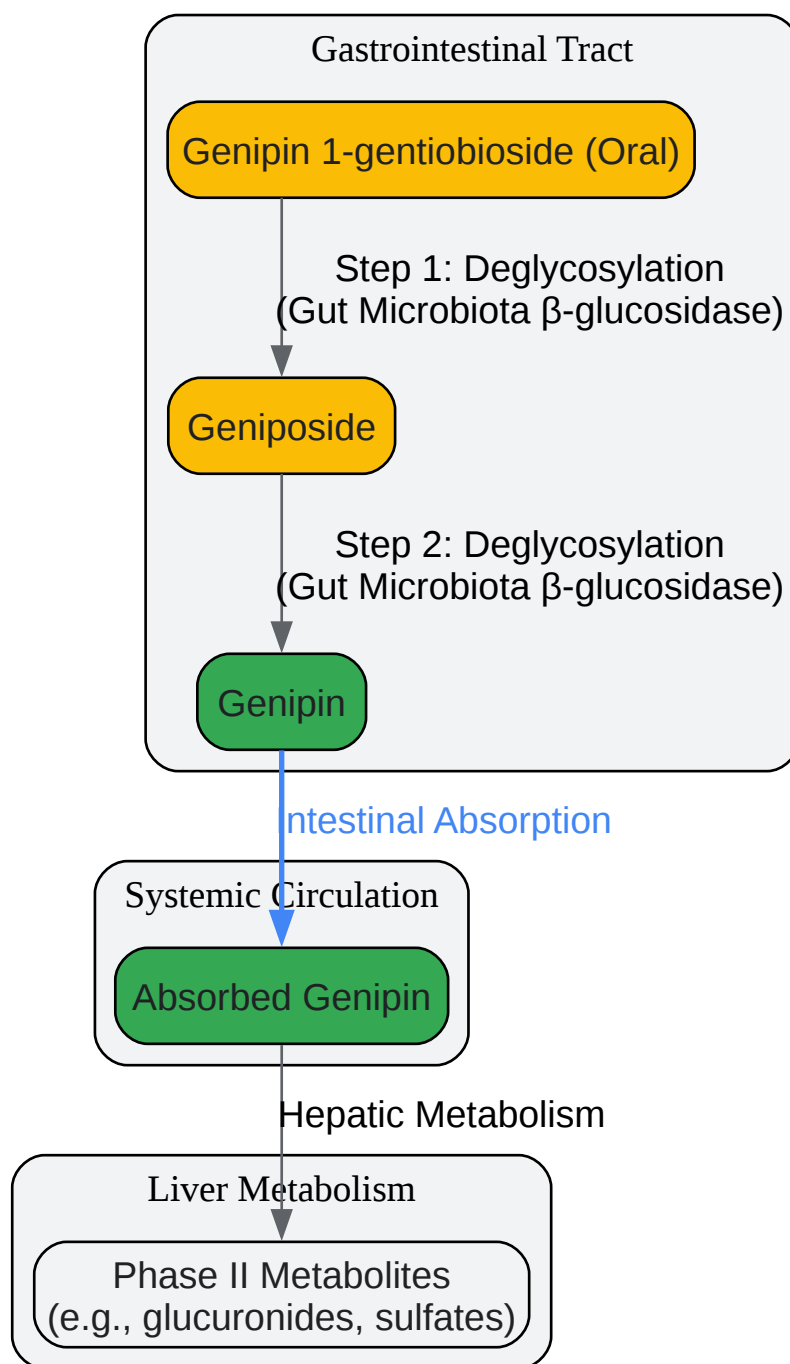 Gastrointestinal Tract
Genipin 1-gentiobioside (Oral)
Step 1: Deglycosylation
(Gut Microbiota β-glucosidase)
Geniposide
Step 2: Deglycosylation
(Gut Microbiota β-glucosidase)
Genipin
Intestinal Absorption
Systemic Circulation
Absorbed Genipin
Hepatic Metabolism
Liver Metabolism
Phase II Metabolites
(e.g., glucuronides, sulfates)